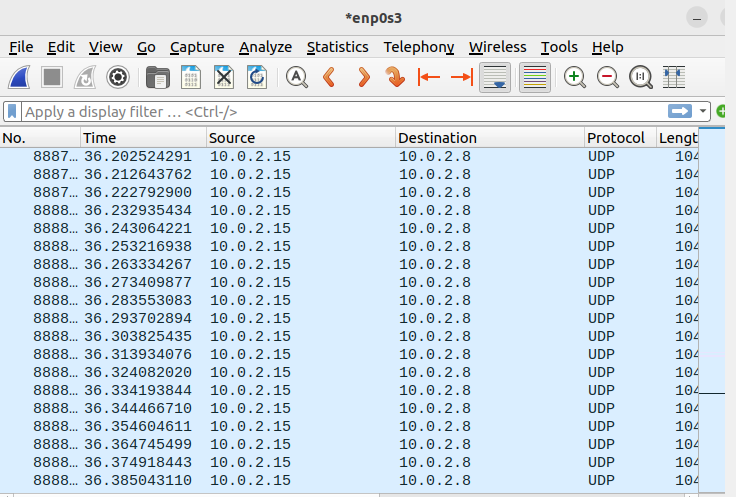 *enp0s3
File Edit View Go Capture Analyze Statistics Telephony Wireless Tools Help
Apply a display filter … <Ctrl-/>
No. Time Source Destination Protocol Lengt
8887… 36.202524291 10.0.2.15 10.0.2.8 UDP 104
8887… 36.212643762 10.0.2.15 10.0.2.8 UDP 104
8887… 36.222792900 10.0.2.15 10.0.2.8 UDP 104
8888… 36.232935434 10.0.2.15 10.0.2.8 UDP 104
8888… 36.243064221 10.0.2.15 10.0.2.8 UDP 104
8888… 36.253216938 10.0.2.15 10.0.2.8 UDP 104
8888… 36.263334267 10.0.2.15 10.0.2.8 UDP 104
8888… 36.273409877 10.0.2.15 10.0.2.8 UDP 104
8888… 36.283553083 10.0.2.15 10.0.2.8 UDP 104
8888… 36.293702894 10.0.2.15 10.0.2.8 UDP 104
8888… 36.303825435 10.0.2.15 10.0.2.8 UDP 104
8888… 36.313934076 10.0.2.15 10.0.2.8 UDP 104
8888… 36.324082020 10.0.2.15 10.0.2.8 UDP 104
8888… 36.334193844 10.0.2.15 10.0.2.8 UDP 104
8888… 36.344466710 10.0.2.15 10.0.2.8 UDP 104
8888… 36.354604611 10.0.2.15 10.0.2.8 UDP 104
8888… 36.364745499 10.0.2.15 10.0.2.8 UDP 104
8888… 36.374918443 10.0.2.15 10.0.2.8 UDP 104
8888… 36.385043110 10.0.2.15 10.0.2.8 UDP 104